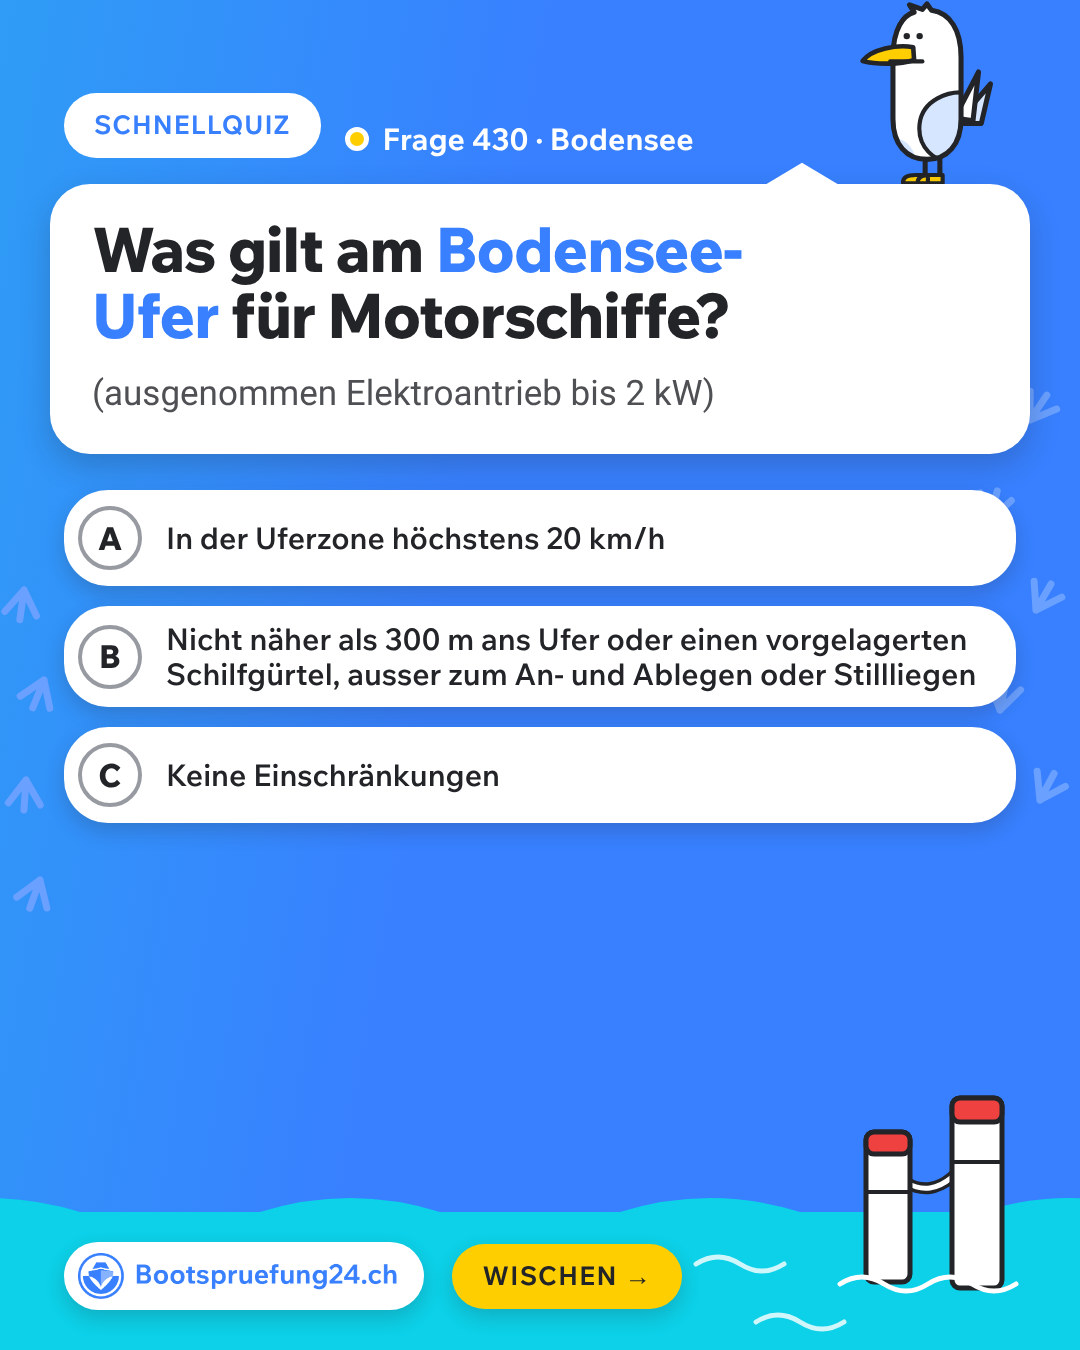 SCHNELLQUIZ
Frage 430 · Bodensee
Was gilt am Bodensee-
Ufer für Motorschiffe?
(ausgenommen Elektroantrieb bis 2 kW)
A In der Uferzone höchstens 20 km/h
B Nicht näher als 300 m ans Ufer oder einen vorgelagerten
Schilfgürtel, ausser zum An- und Ablegen oder Stillliegen
C Keine Einschränkungen
Bootspruefung24.ch
WISCHEN →